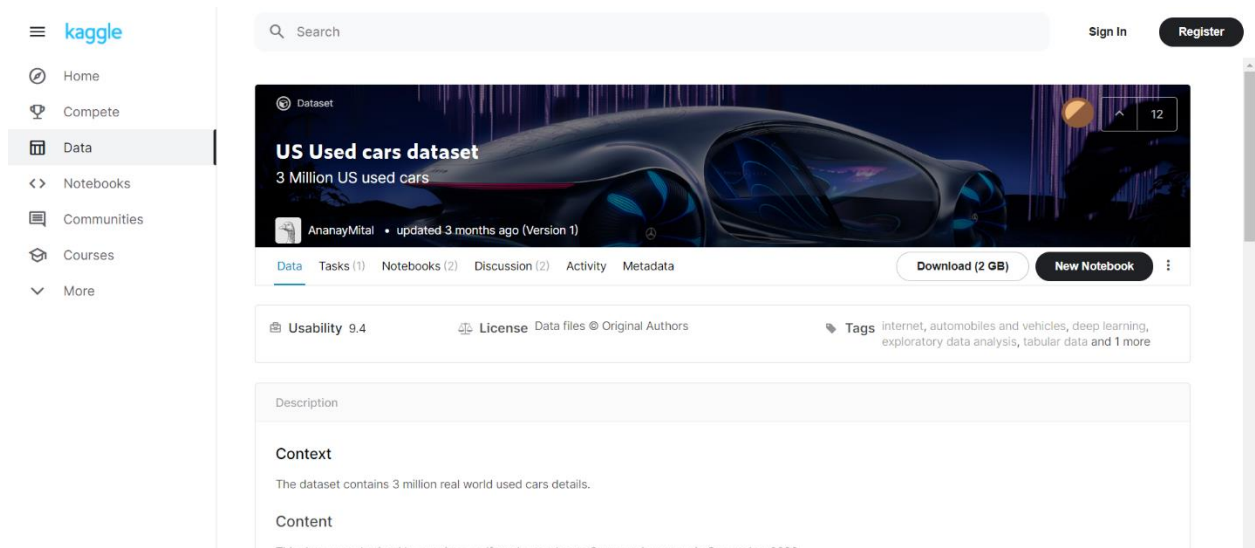 kaggle
Search
Sign In
Register
Home
Compete
Data
Notebooks
Communities
Courses
More
Dataset
12
US Used cars dataset
3 Million US used cars
AnanayMital • updated 3 months ago (Version 1)
Data Tasks (1) Notebooks (2) Discussion (2) Activity Metadata
Download (2 GB)
New Notebook
Usability 9.4
License Data files © Original Authors
Tags internet, automobiles and vehicles, deep learning,
exploratory data analysis, tabular data and 1 more
Description
Context
The dataset contains 3 million real world used cars details.
Content